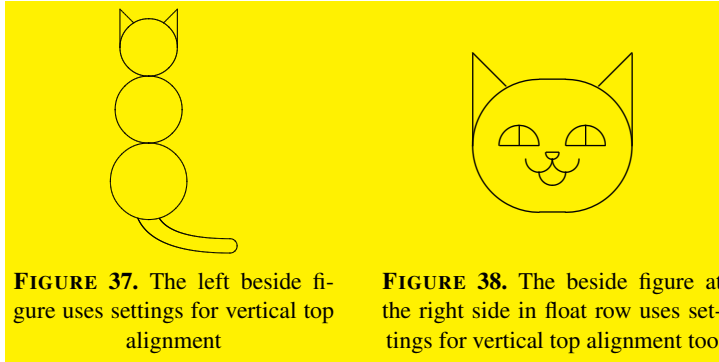 FIGURE 37. The left beside fi-
gure uses settings for vertical top
alignment
FIGURE 38. The beside figure at
the right side in float row uses set-
tings for vertical top alignment too